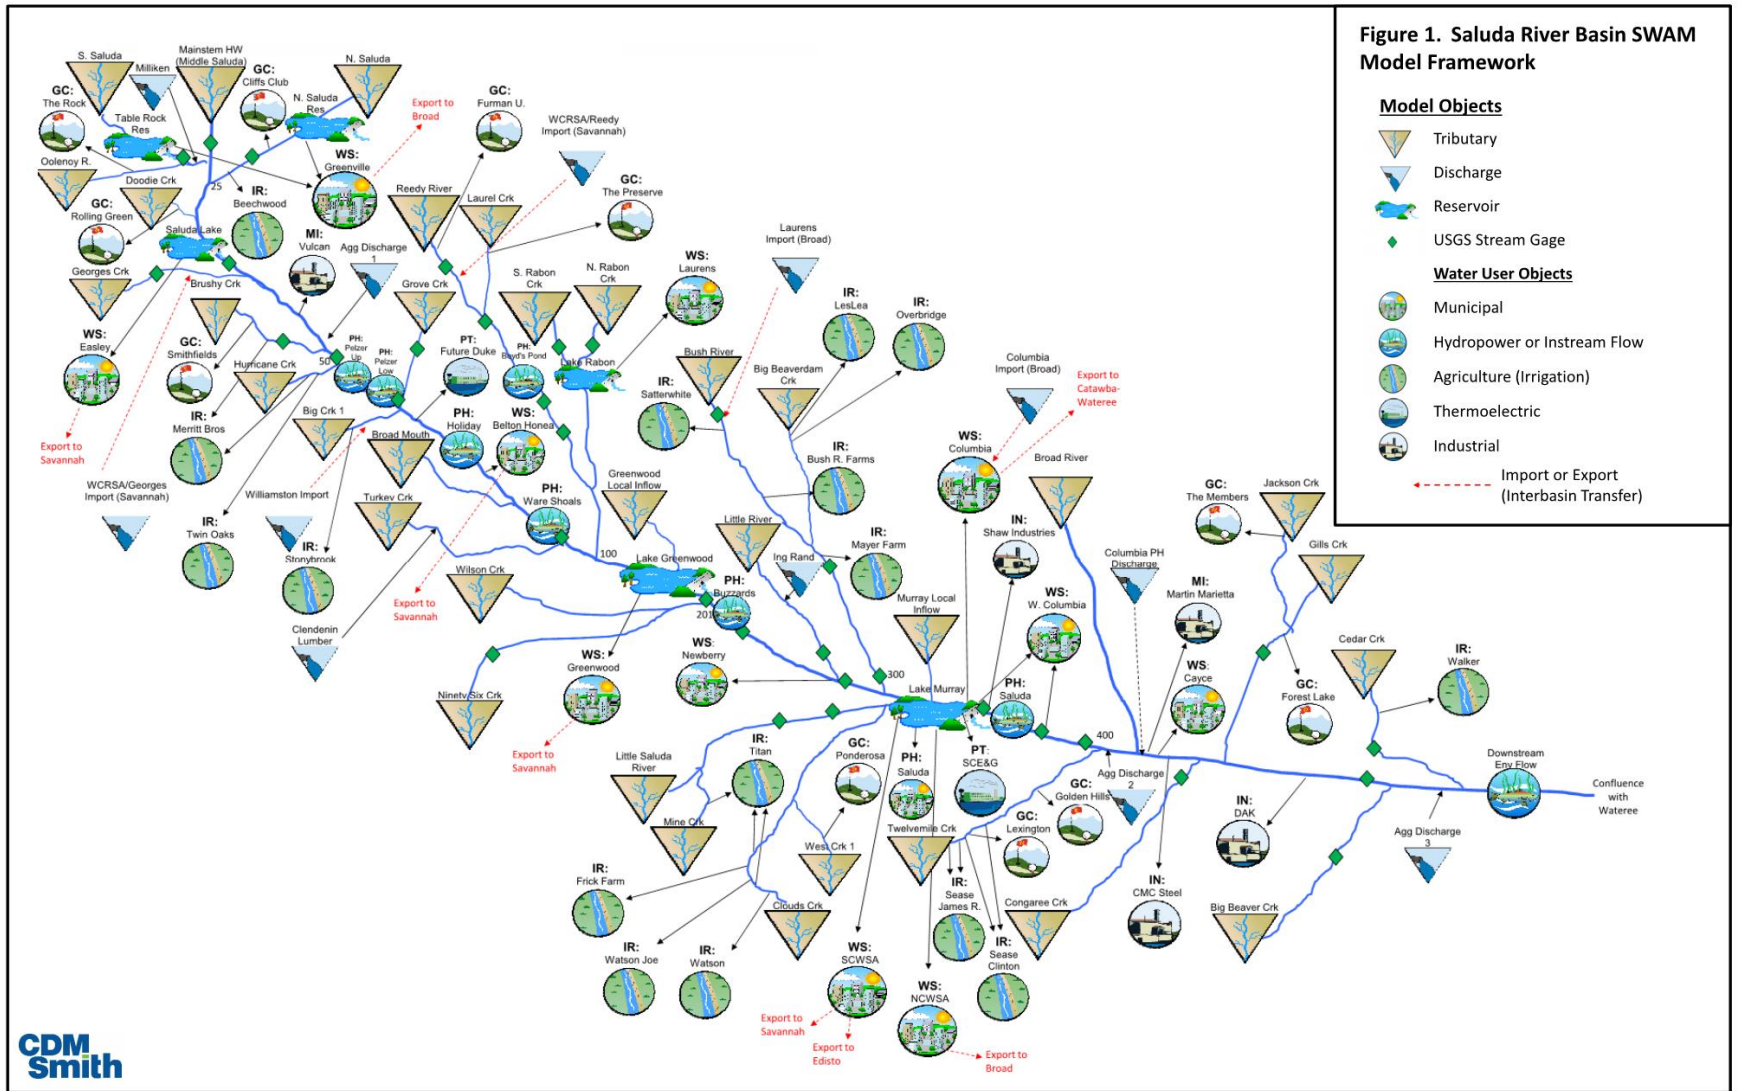 Figure 1. Saluda River Basin SWAM
Model Framework
Model Objects
Tributary
Discharge
Reservoir
USGS Stream Gage
Water User Objects
Municipal
Hydropower or Instream Flow
Agriculture (Irrigation)
Thermoelectric
Industrial
Import or Export
(Interbasin Transfer)
S. Saluda
Milliken
Mainstem HW
(Middle Saluda)
GC:
Cliffs Club
N. Saluda
N. Saluda
Res
GC:
The Rock
Table Rock
Res
Export to
Broad
GC:
Furman U.
WCRSA/Reedy
Import (Savannah)
Oolenoy R.
Doodie Crk
25
IR:
Beechwood
WS:
Greenville
Reedy River
Laurel Crk
GC:
The Preserve
GC:
Rolling Green
Saluda Lake
MI:
Vulcan
Agg Discharge
1
Laurens
Import (Broad)
Georges Crk
Brushy Crk
Grove Crk
S. Rabon
Crk
N. Rabon
Crk
WS:
Laurens
IR:
LesLea
IR:
Overbridge
WS:
Easley
GC:
Smithfields
Hurricane Crk
50
PH:
Pelzer
Up
PH:
Pelzer
Low
PT:
Future Duke
PH:
Boyd's Pond
Lake Rabon
Bush River
Big Beaverdam
Crk
Columbia
Import (Broad)
Export to
Catawba-
Wateree
IR:
Satterwhite
Export to
Savannah
IR:
Merritt Bros
Big Crk 1
Broad Mouth
PH:
Holiday
WS:
Belton Honea
WS:
Columbia
Broad River
IR:
Bush R. Farms
WCRSA/Georges
Import (Savannah)
Williamston Import
Turkey Crk
PH:
Ware Shoals
Greenwood
Local Inflow
GC:
The Members
Jackson Crk
IR:
Twin Oaks
IR:
Stonybrook
Little River
IN:
Shaw Industries
IR:
Mayer Farm
Gills Crk
100
Lake Greenwood
Ing Rand
Columbia PH
Discharge
Wilson Crk
PH:
Buzzards
201
Murray Local
Inflow
WS:
W. Columbia
MI:
Martin Marietta
Export to
Savannah
Clendenin
Lumber
WS:
Greenwood
WS:
Newberry
300
Lake Murray
PH:
Saluda
WS:
Cayce
Cedar Crk
IR:
Walker
GC:
Forest Lake
Ninety Six Crk
Export to
Savannah
400
Little Saluda
River
IR:
Titan
GC:
Ponderosa
PH:
Saluda
PT:
SCE&G
Agg Discharge
2
GC:
Golden Hills
Downstream
Env Flow
Confluence
with
Wateree
Mine Crk
West Crk 1
Twelvemile Crk
GC:
Lexington
IN:
DAK
Agg Discharge
3
IR:
Frick Farm
Clouds Crk
IR:
Sease
James R.
Congaree Crk
IN:
CMC Steel
Big Beaver Crk
IR:
Watson Joe
IR:
Watson
WS:
SCWSA
IR:
Sease
Clinton
WS:
NCWSA
Export to
Savannah
Export to
Edisto
Export to
Broad
CDM
Smith